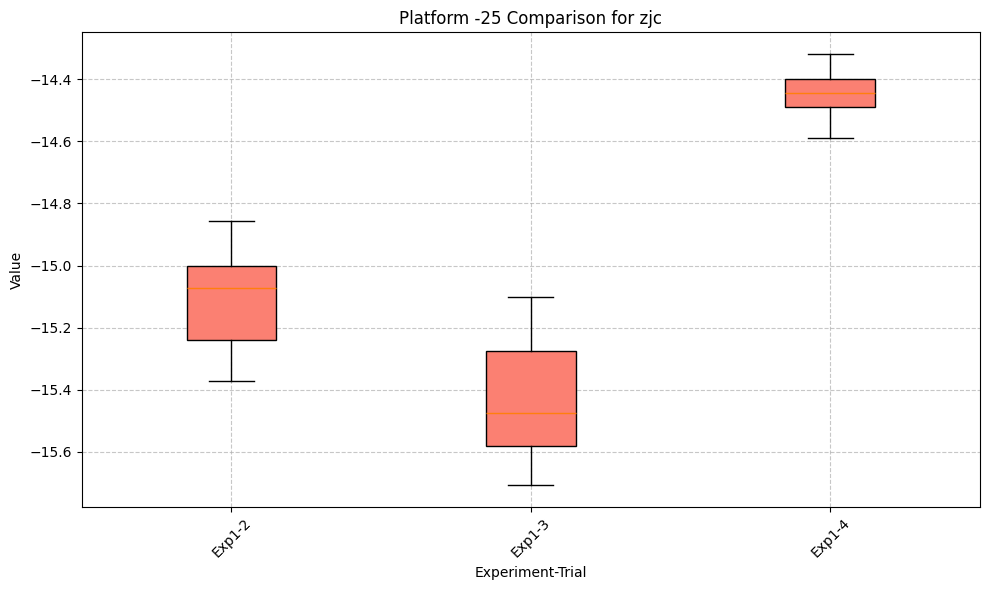 Platform -25 Comparison for zjc
−14.4
−14.6
−14.8
−15.0
−15.2
−15.4
−15.6
Value
Exp1-2
Exp1-3
Exp1-4
Experiment-Trial